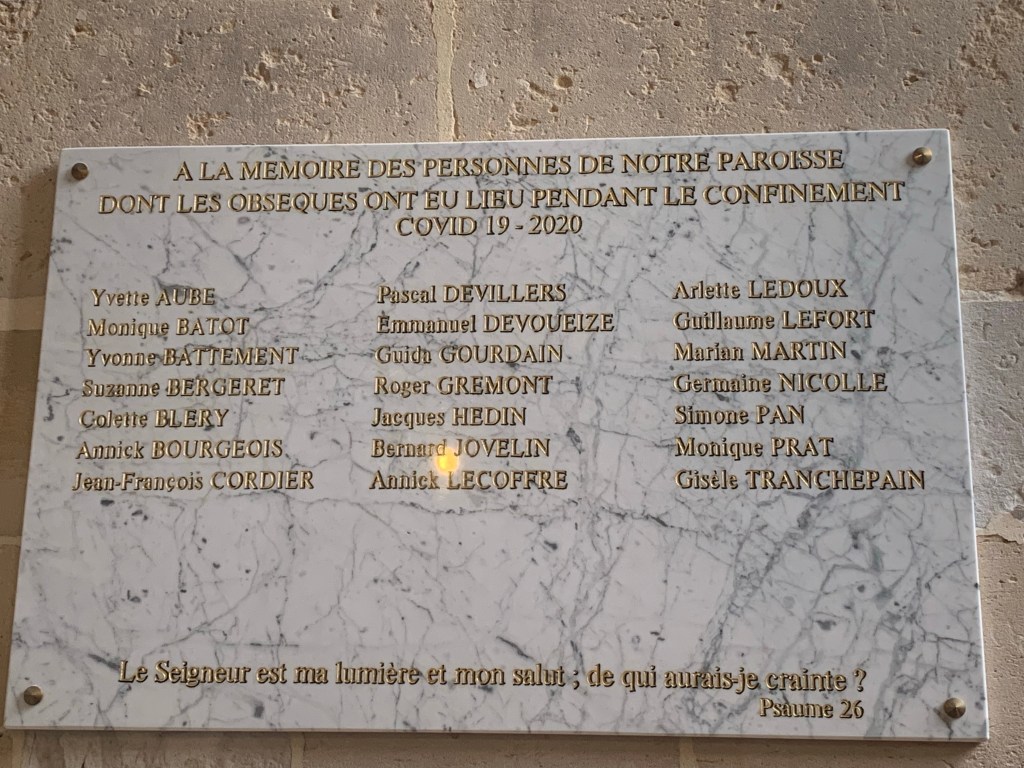 A LA MEMOIRE DES PERSONNES DE NOTRE PAROISSE
DONT LES OBSEQUES ONT EU LIEU PENDANT LE CONFINEMENT
COVID 19 - 2020
Yvette AUBE
Monique BATOT
Yvonne BATTEMENT
Suzanne BERGERET
Colette BLERY
Annick BOURGEOIS
Jean-François CORDIER
Pascal DEVILLERS
Emmanuel DEVOUEIZE
Guida GOURDAIN
Roger GREMONT
Jacques HEDIN
Bernard JOVELIN
Annick LECOFFRE
Arlette LEDOUX
Guillaume LEFORT
Marian MARTIN
Germaine NICOLLE
Simone PAN
Monique PRAT
Gisèle TRANCHEPAIN
Le Seigneur est ma lumière et mon salut ; de qui aurais-je crainte ?
Psaume 26